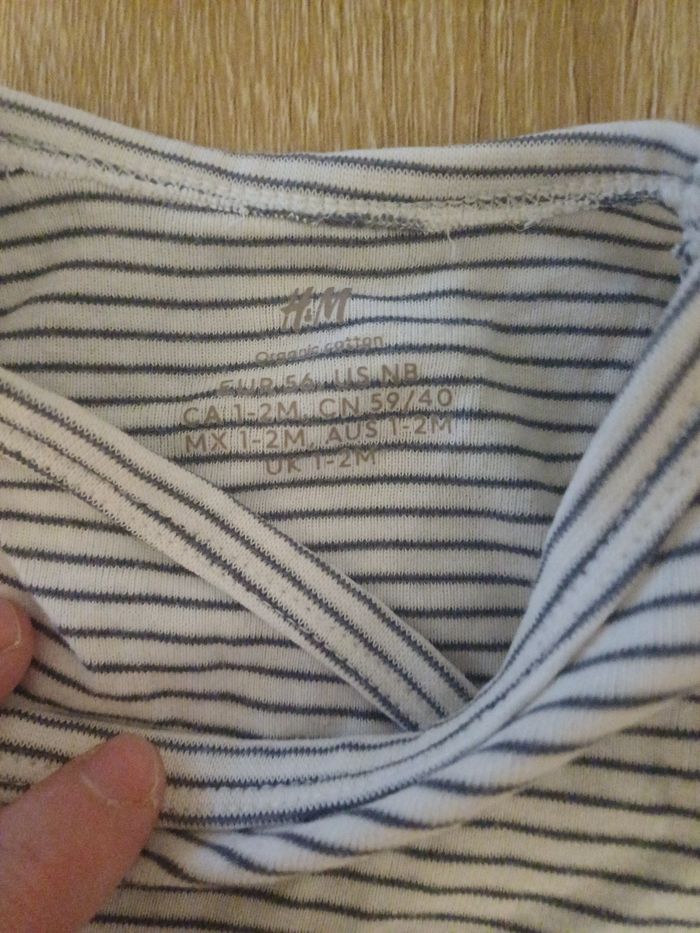 H&M
Organic cotton
EUR 56, US NB
CA 1-2M, CN 59/40
MX 1-2M, AUS 1-2M
UK 1-2M